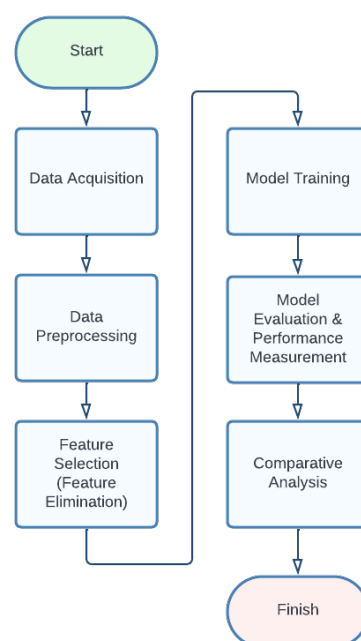 Start
Data Acquisition
Data
Preprocessing
Feature
Selection
(Feature
Elimination)
Model Training
Model
Evaluation &
Performance
Measurement
Comparative
Analysis
Finish